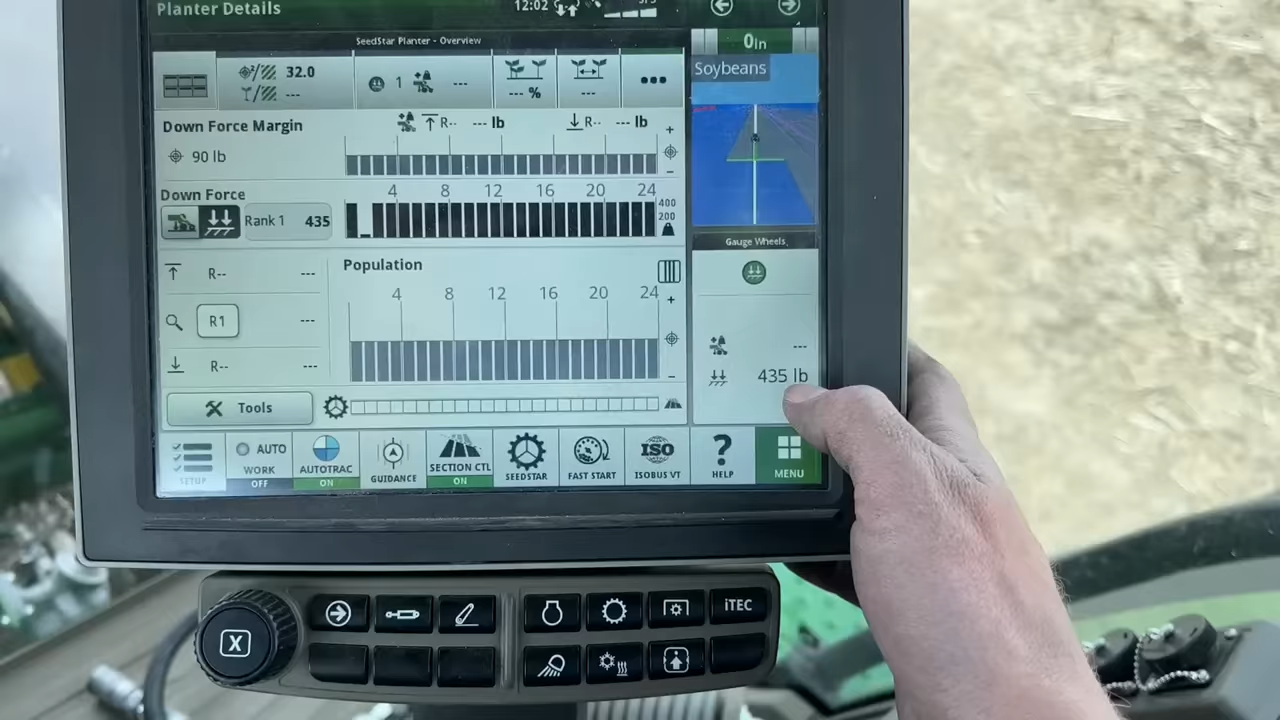 Planter Details
12:02
SeedStar Planter - Overview
0in
Soybeans
32.0
---
1
---
--- %
---
Down Force Margin
R--
--- lb
R--
--- lb
90 lb
+
-
Down Force
4 8 12 16 20 24
Rank 1 435
400
200
Gauge Wheels
Population
R-- ---
4 8 12 16 20 24
R1 ---
+
-
R-- ---
---
435 lb
Tools
SETUP
AUTO
WORK
OFF
AUTOTRAC
ON
GUIDANCE
SECTION CTL
ON
SEEDSTAR
FAST START
ISO
ISOBUS VT
?
HELP
MENU
X
iTEC